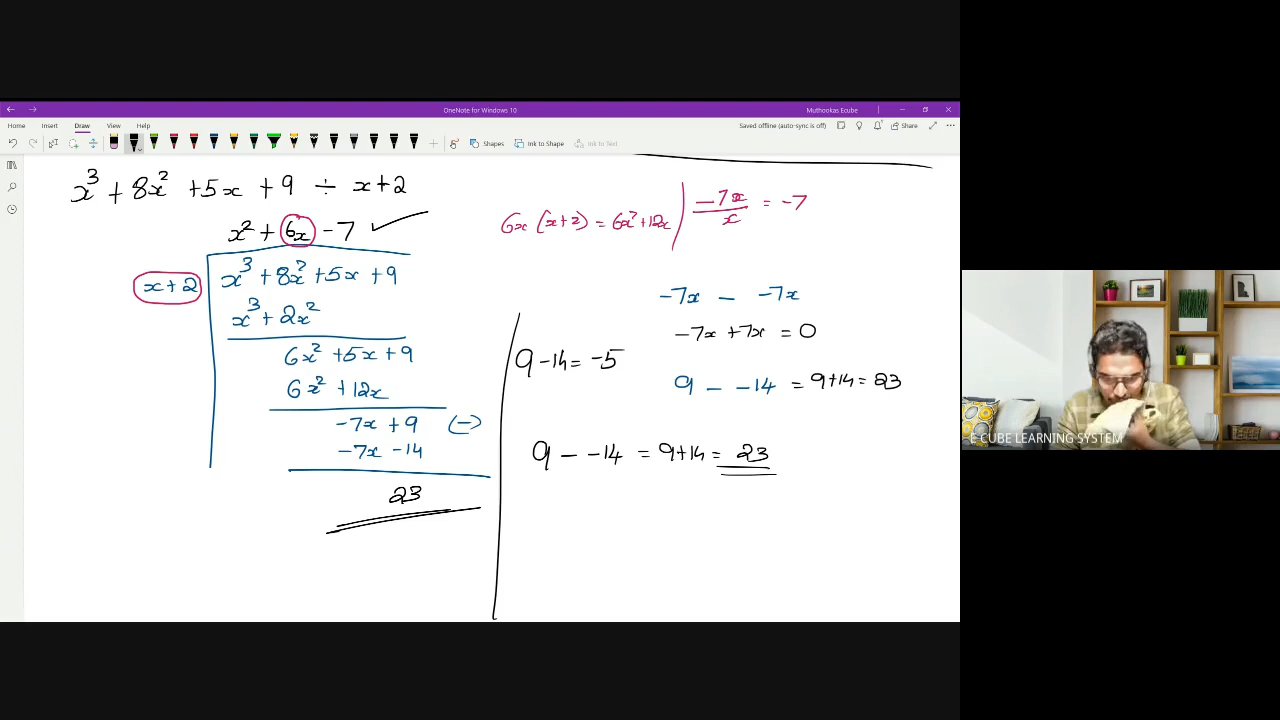 OneNote for Windows 10
Muthookas Ecube
Home Insert Draw View Help
Saved offline (auto-sync is off) Share
Shapes Ink to Shape Ink to Text
x³ + 8x² + 5x + 9 ÷ x+2
x² + 6x - 7 ✓
x+2
x³ + 8x² + 5x + 9
x³ + 2x²
6x² + 5x + 9
6x² + 12x
-7x + 9 (-)
-7x - 14
23
6x (x+2) = 6x² + 12x
-7x/x = -7
-7x - -7x
-7x + 7x = 0
9 - 14 = -5
9 - -14 = 9+14 = 23
9 - -14 = 9+14 = 23
E CUBE LEARNING SYSTEM